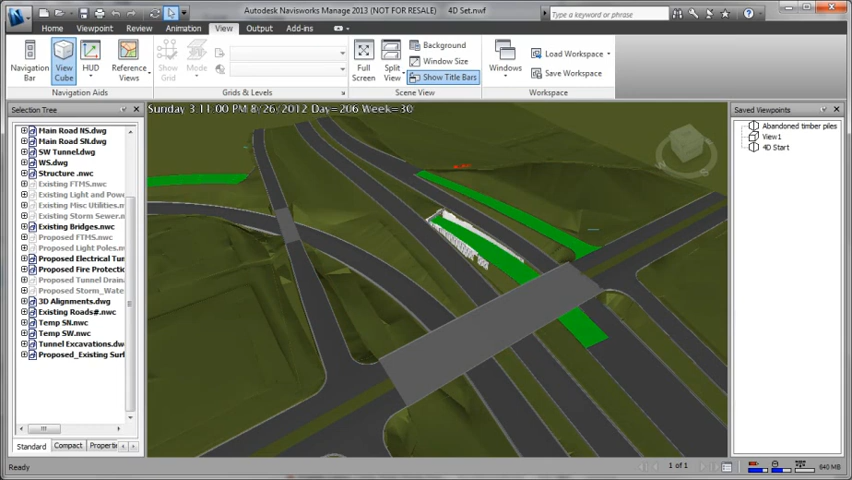 Autodesk Navisworks Manage 2013 (NOT FOR RESALE) 4D Set.nwf
Type a keyword or phrase
Home Viewpoint Review Animation View Output Add-Ins
Navigation Bar
View Cube
HUD
Reference Views
Show Grid
Mode
Full Screen
Split View
Background
Window Size
Show Title Bars
Windows
Load Workspace
Save Workspace
Navigation Aids
Grids & Levels
Scene View
Workspace
Selection Tree
Main Road NS.dwg
Main Road SN.dwg
SW Tunnel.dwg
WS.dwg
Structure .nwc
Existing FTMS.nwc
Existing Light and Powe
Existing Misc Utilities.n
Existing Storm Sewer.r
Existing Bridges.nwc
Proposed FTMS.nwc
Proposed Light Poles.n
Proposed Electrical Tur
Proposed Fire Protectio
Proposed Tunnel Drain
Proposed Storm_Water
3D Alignments.dwg
Existing Roads#.nwc
Temp SN.nwc
Temp SW.nwc
Tunnel Excavations.dw
Proposed_Existing Surf
Standard Compact Properti
Sunday 3:11:00 PM 8/26/2012 Day=206 Week=30
Saved Viewpoints
Abandoned timber piles
View1
4D Start
Ready
1 of 1
640 MB